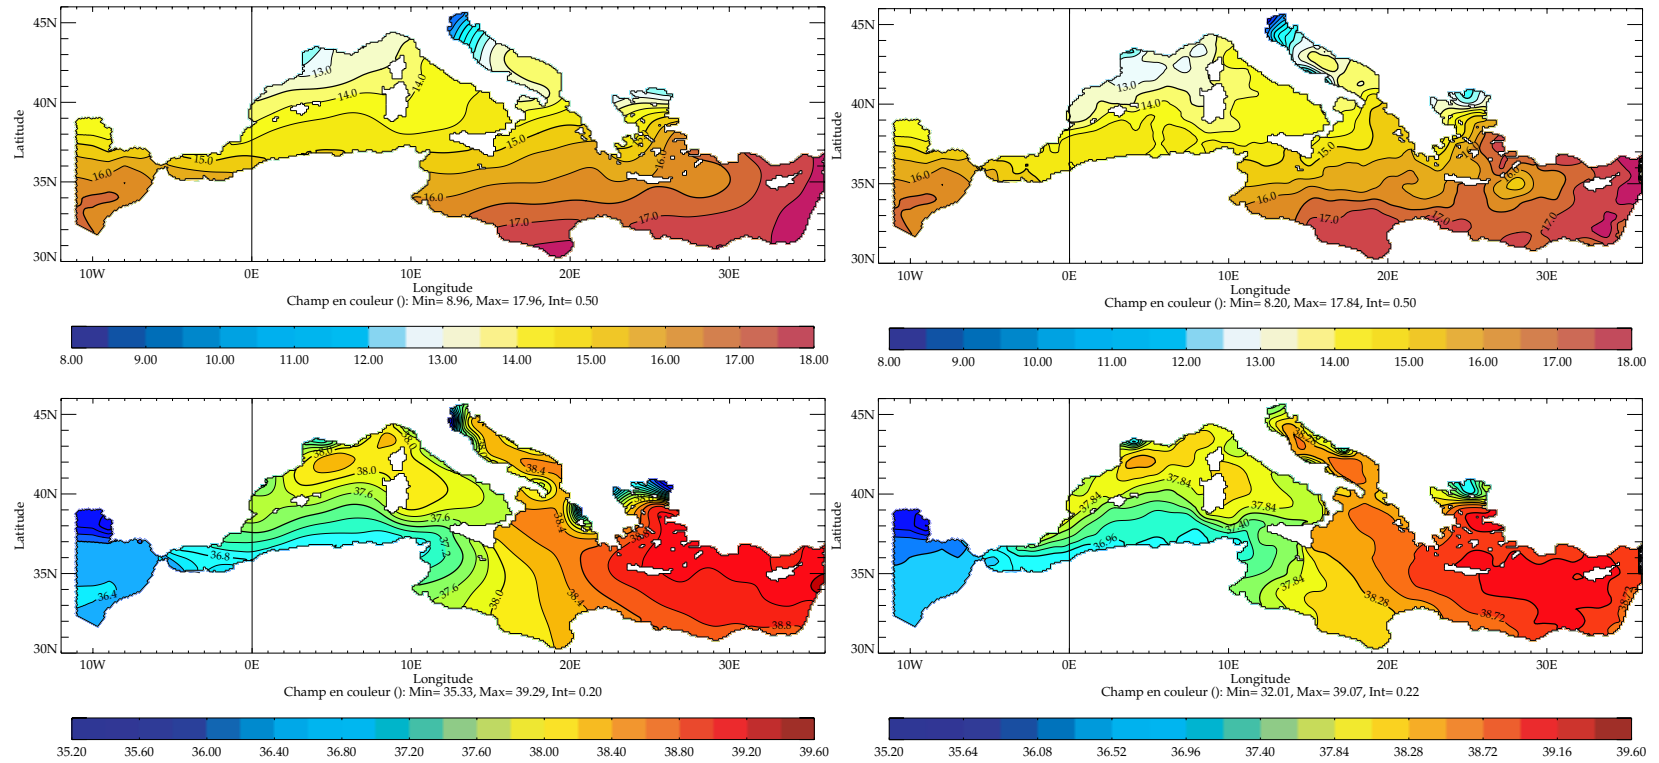 45N
40N
35N
30N
Latitude
13.0
14.0
14.0
15.0
15.0
16.0
16.0
16.0
17.0
17.0
10W 0E 10E 20E 30E
Longitude
Champ en couleur (): Min= 8.96, Max= 17.96, Int= 0.50
8.00 9.00 10.00 11.00 12.00 13.00 14.00 15.00 16.00 17.00 18.00
45N
40N
35N
30N
Latitude
13.0
14.0
15.0
16.0
16.0
16.0
17.0
17.0
17.0
10W 0E 10E 20E 30E
Longitude
Champ en couleur (): Min= 8.20, Max= 17.84, Int= 0.50
8.00 9.00 10.00 11.00 12.00 13.00 14.00 15.00 16.00 17.00 18.00
45N
40N
35N
30N
Latitude
38.0
38.0
38.0
38.4
37.6
37.6
38.4
36.8
37.2
36.4
37.6
38.0
38.4
38.8
10W 0E 10E 20E 30E
Longitude
Champ en couleur (): Min= 35.33, Max= 39.29, Int= 0.20
35.20 35.60 36.00 36.40 36.80 37.20 37.60 38.00 38.40 38.80 39.20 39.60
45N
40N
35N
30N
Latitude
38.28
37.84
37.84
37.84
37.40
36.96
37.84
38.28
38.72
38.72
10W 0E 10E 20E 30E
Longitude
Champ en couleur (): Min= 32.01, Max= 39.07, Int= 0.22
35.20 35.64 36.08 36.52 36.96 37.40 37.84 38.28 38.72 39.16 39.60